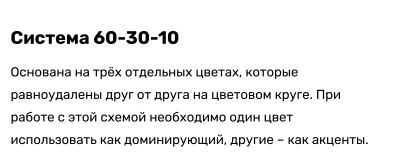 Система 60-30-10
Основана на трёх отдельных цветах, которые
равноудалены друг от друга на цветовом круге. При
работе с этой схемой необходимо один цвет
использовать как доминирующий, другие – как акценты.